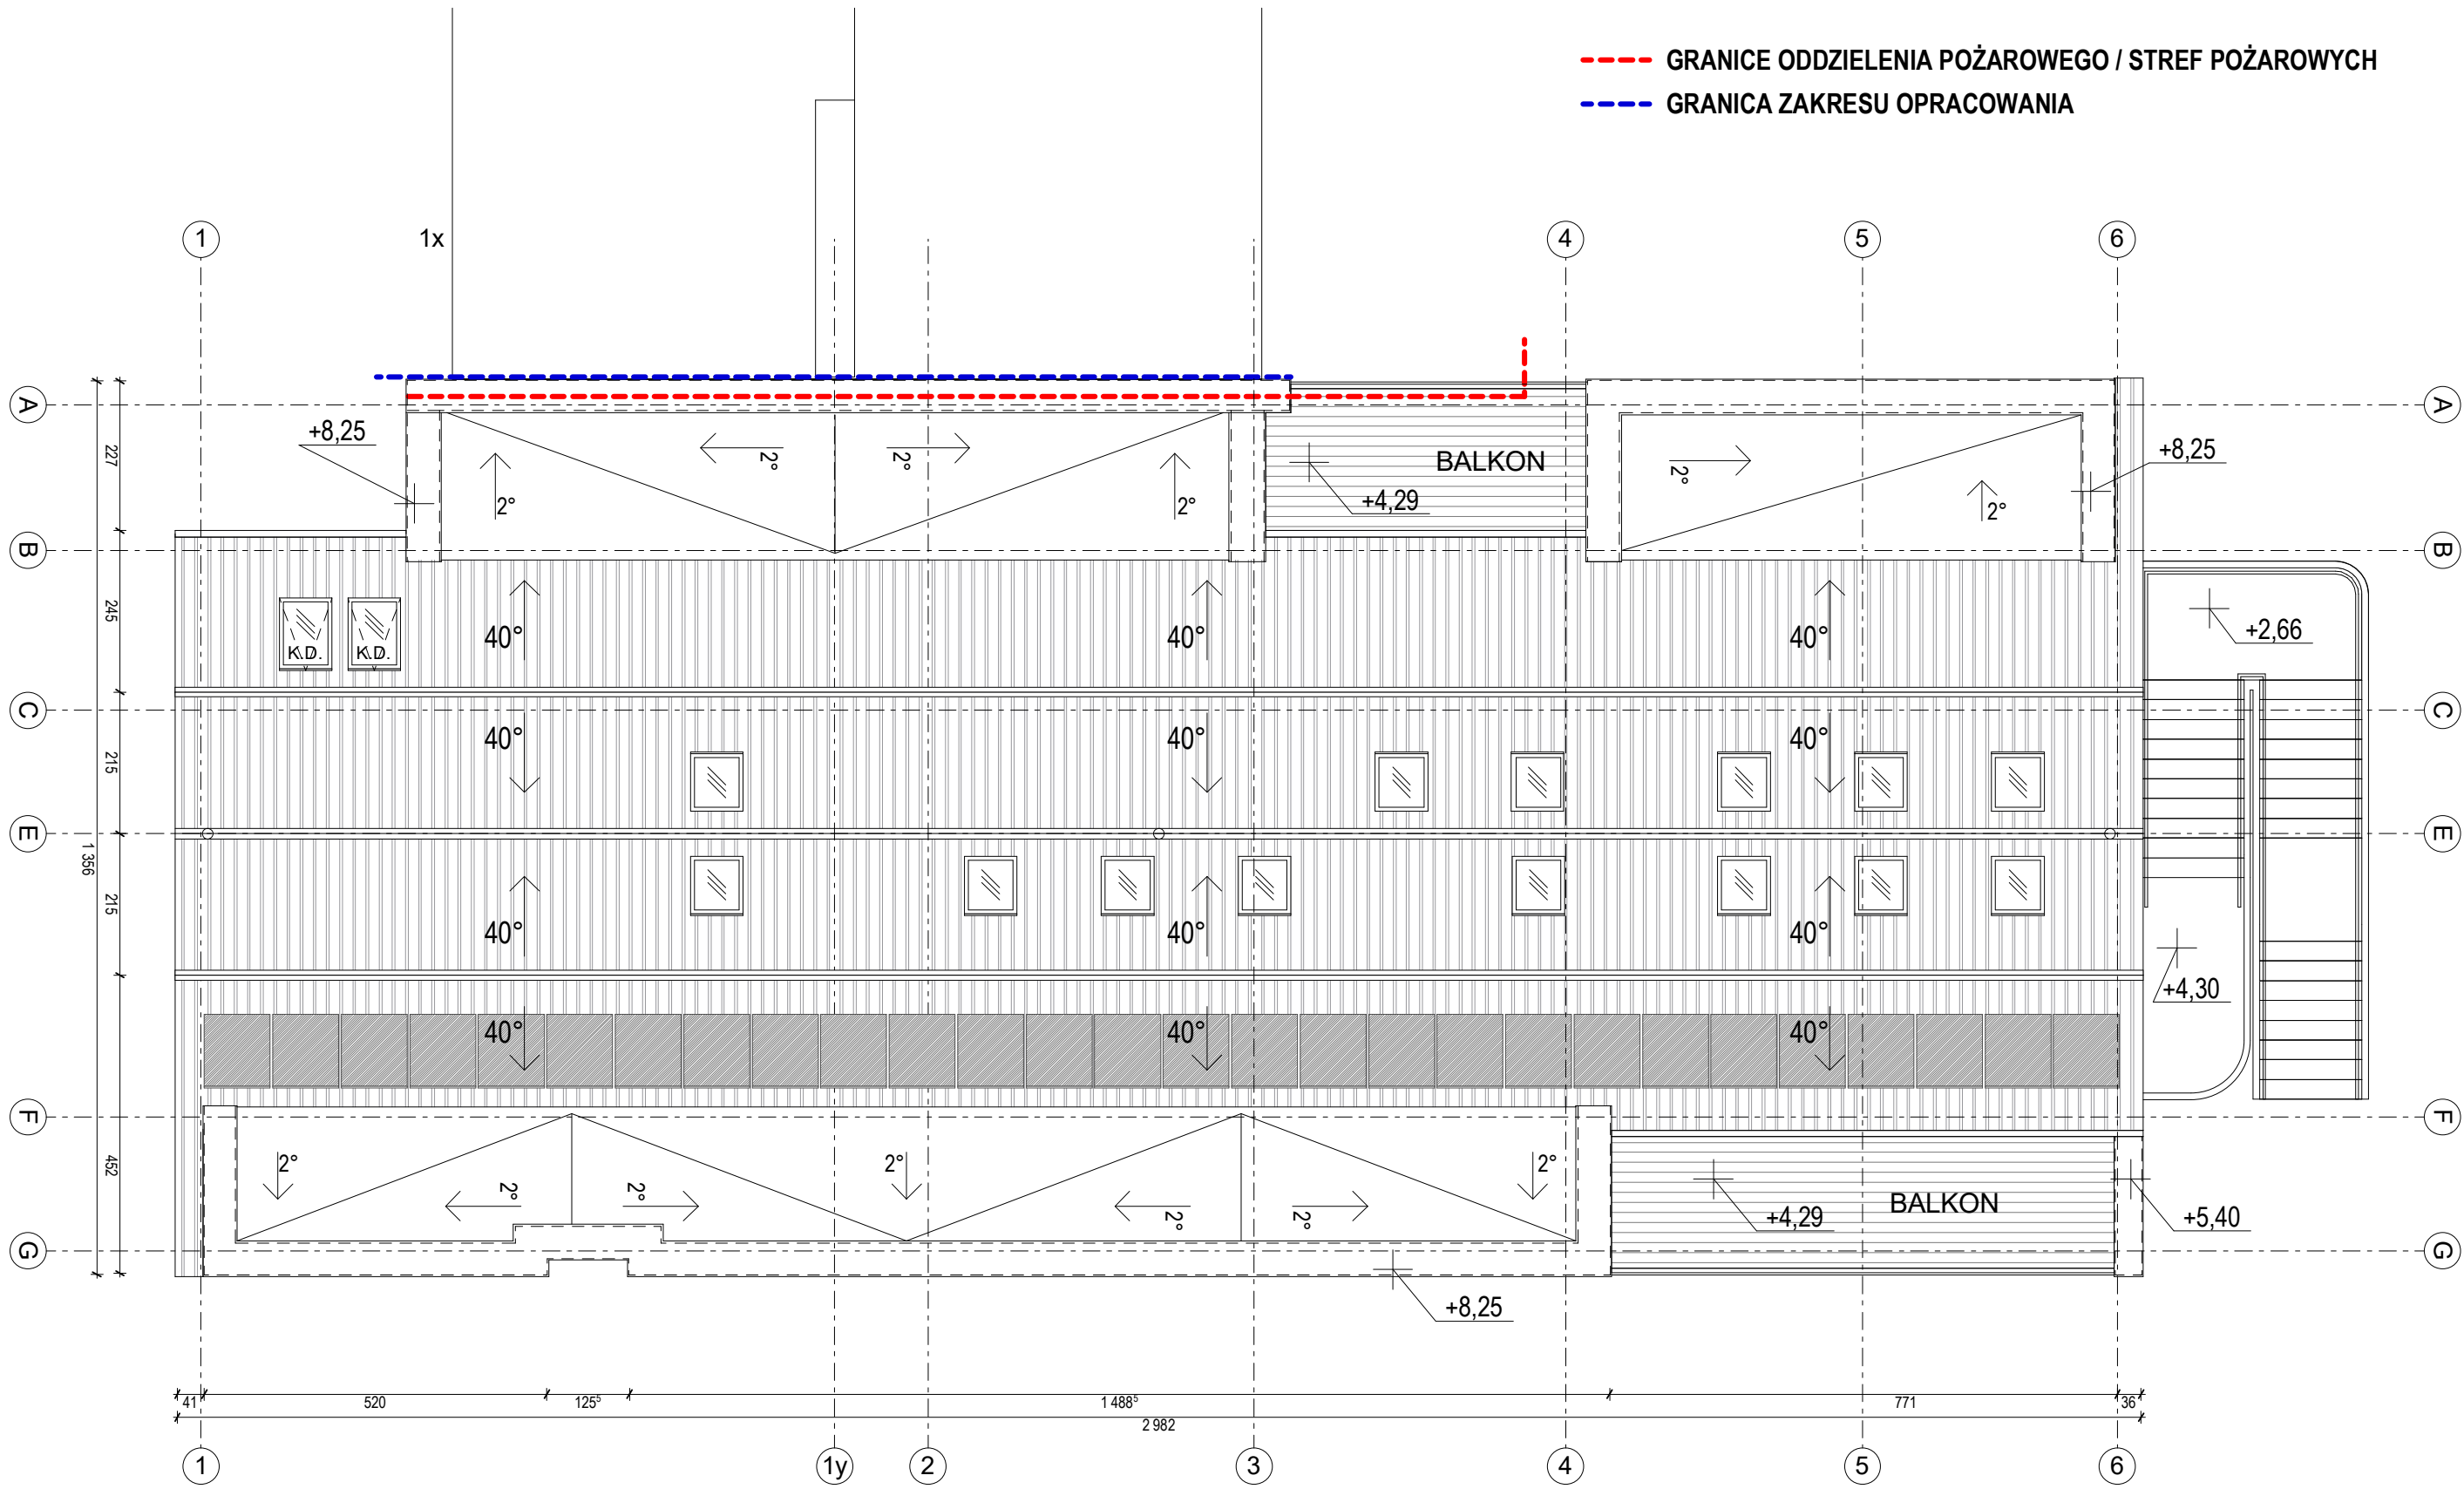 GRANICE ODDZIELENIA POŻAROWEGO / STREF POŻAROWYCH
GRANICA ZAKRESU OPRACOWANIA
1 1x 4 5 6
A A
+8,25 2° 2° BALKON 2° +8,25
2° 2° +4,29 2°
227
B B
245
K.D. K.D. 40° 40° 40° +2,66
C C
40° 40° 40°
215
E E
1 356
215
40° 40° 40°
+4,30
40° 40° 40°
F F
452
2° 2° 2°
2° 2° 2° 2° +4,29 BALKON +5,40
G G
+8,25
41 520 125⁵ 1 488⁵ 771 36
2 982
1 1y 2 3 4 5 6